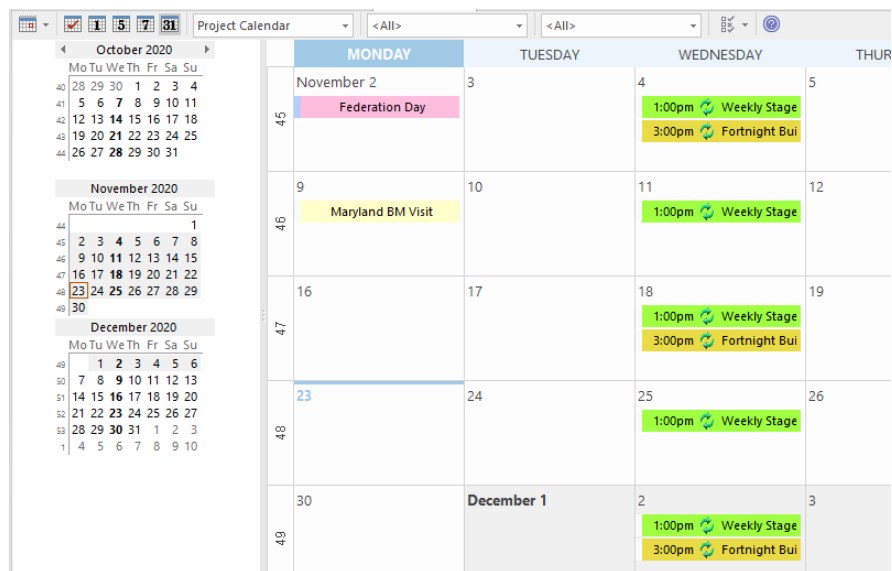 1 5 7 31 Project Calendar <All> <All>
October 2020
Mo Tu We Th Fr Sa Su
40 28 29 30 1 2 3 4
41 5 6 7 8 9 10 11
42 12 13 14 15 16 17 18
43 19 20 21 22 23 24 25
44 26 27 28 29 30 31
November 2020
Mo Tu We Th Fr Sa Su
44 1
45 2 3 4 5 6 7 8
46 9 10 11 12 13 14 15
47 16 17 18 19 20 21 22
48 23 24 25 26 27 28 29
49 30
December 2020
Mo Tu We Th Fr Sa Su
49 1 2 3 4 5 6
50 7 8 9 10 11 12 13
51 14 15 16 17 18 19 20
52 21 22 23 24 25 26 27
53 28 29 30 31 1 2 3
1 4 5 6 7 8 9 10
MONDAY TUESDAY WEDNESDAY THUR
45
November 2 3 4 5
Federation Day 1:00pm Weekly Stage
3:00pm Fortnight Bui
46
9 10 11 12
Maryland BM Visit 1:00pm Weekly Stage
47
16 17 18 19
1:00pm Weekly Stage
3:00pm Fortnight Bui
48
23 24 25 26
1:00pm Weekly Stage
49
30 December 1 2 3
1:00pm Weekly Stage
3:00pm Fortnight Bui